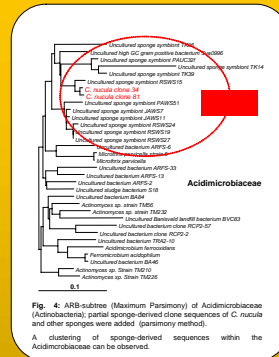 Uncultured sponge symbiont TK06
Uncultured high GC gram positive bacterium Sva0996
Uncultured sponge symbiont PAUC32f
Uncultured sponge symbiont TK14
Uncultured sponge symbiont TK39
Uncultured sponge symbiont RSWS15
C. nucula clone 34
C. nucula clone 81
Uncultured sponge symbiont PAWS51
Uncultured sponge symbiont JAWS7
Uncultured sponge symbiont JAWS11
Uncultured sponge symbiont RSWS24
Uncultured sponge symbiont RSWS19
Uncultured sponge symbiont RSWS27
Uncultured bacterium ARFS-6
Microthrix parvicella
Microthrix parvicella
Uncultured bacterium ARFS-33
Uncultured bacterium ARFS-13
Uncultured bacterium ARFS-2
Uncultured sludge S18
Acidimicrobiaceae
Uncultured bacterium BA84
Actinomyces sp. strain TM56
Actinomyces sp. strain TM232
Uncultured Banisveld landfill bacterium BVC83
Uncultured bacterium clone RCP2-57
Uncultured bacterium clone RCP2-2
Uncultured bacterium TRA2-10
Acidimicrobium ferrooxidans
Ferromicrobium acidophilum
Uncultured bacterium BA46
Actinomyces sp. Strain TM210
Actinomyces sp. Strain TM226
0.1
Fig. 4: ARB-subtree (Maximum Parsimony) of Acidimicrobiaceae
(Actinobacteria); partial sponge-derived clone sequences of C. nucula
and other sponges were added (parsimony method).
A clustering of sponge-derived sequences within the
Acidimicrobiaceae can be observed.